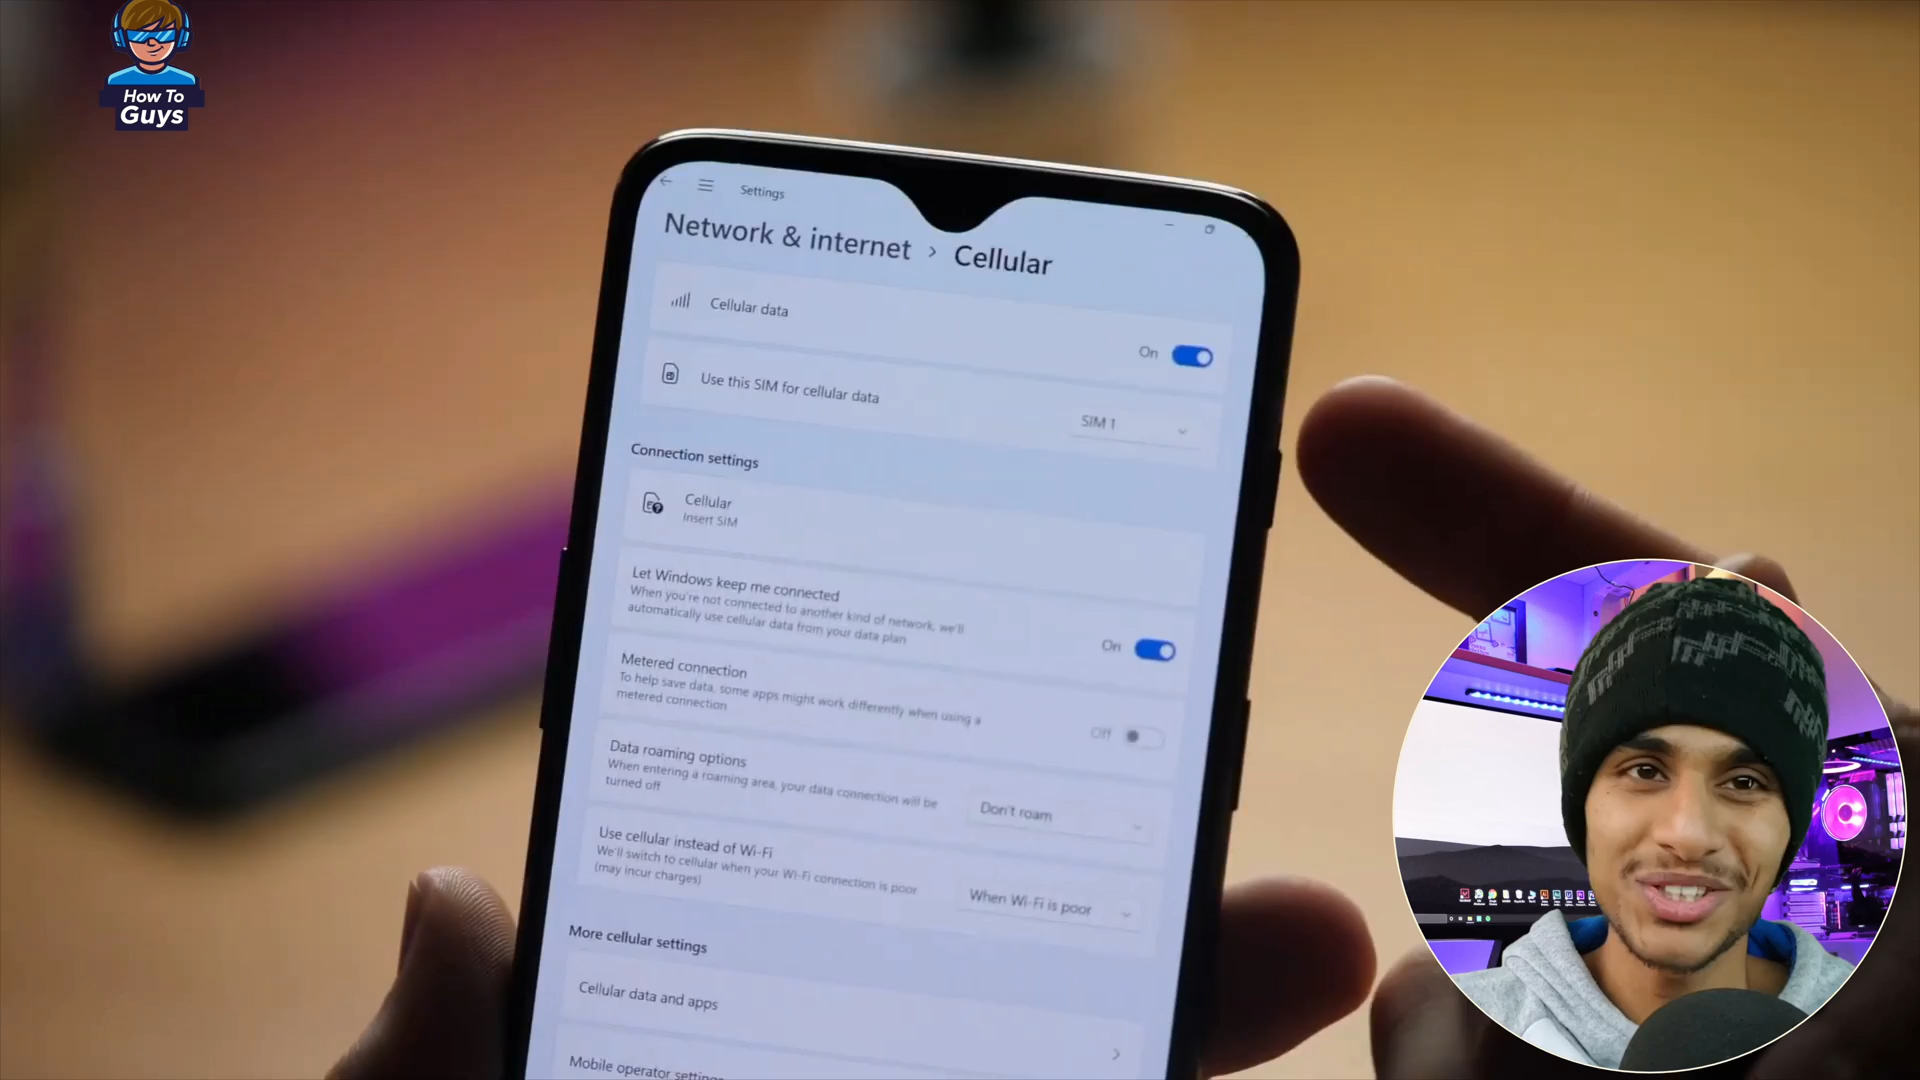 How To
Guys
Settings
Network & internet › Cellular
Cellular data
On
Use this SIM for cellular data
SIM 1
Connection settings
Cellular
Insert SIM
Let Windows keep me connected
When you're not connected to another kind of network, we'll
automatically use cellular data from your data plan
On
Metered connection
To help save data, some apps might work differently when using a
metered connection
Off
Data roaming options
When entering a roaming area, your data connection will be
turned off
Don't roam
Use cellular instead of Wi-Fi
We'll switch to cellular when your Wi-Fi connection is poor
(may incur charges)
When Wi-Fi is poor
More cellular settings
Cellular data and apps
Mobile operator settings